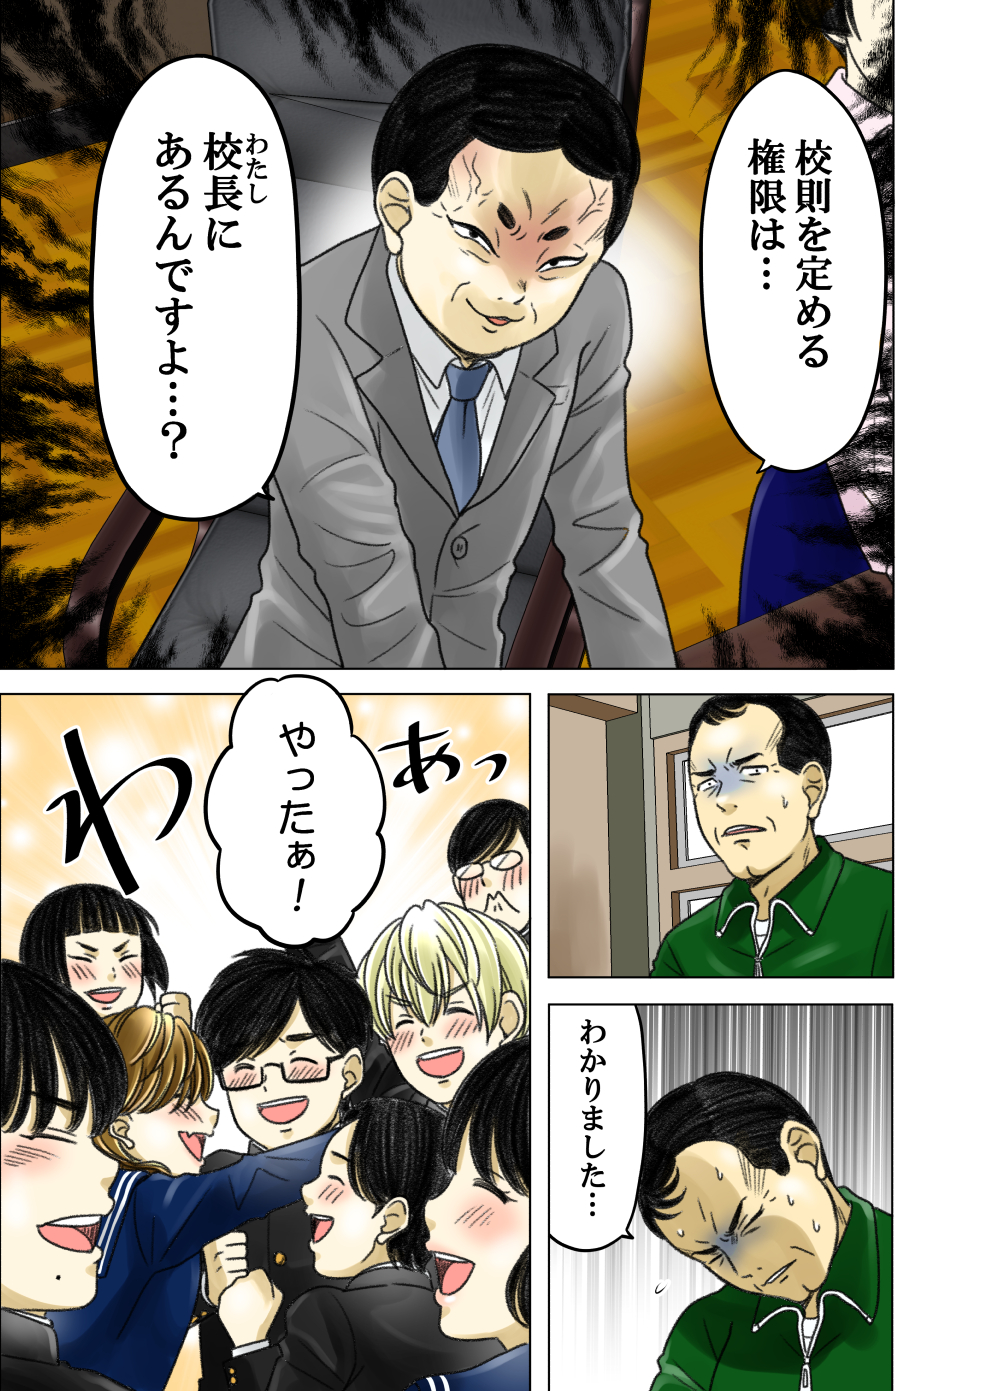 校則を定める
権限は…
わたし
校長に
あるんですよ…？
わかりました…
わあっ
やったぁ！